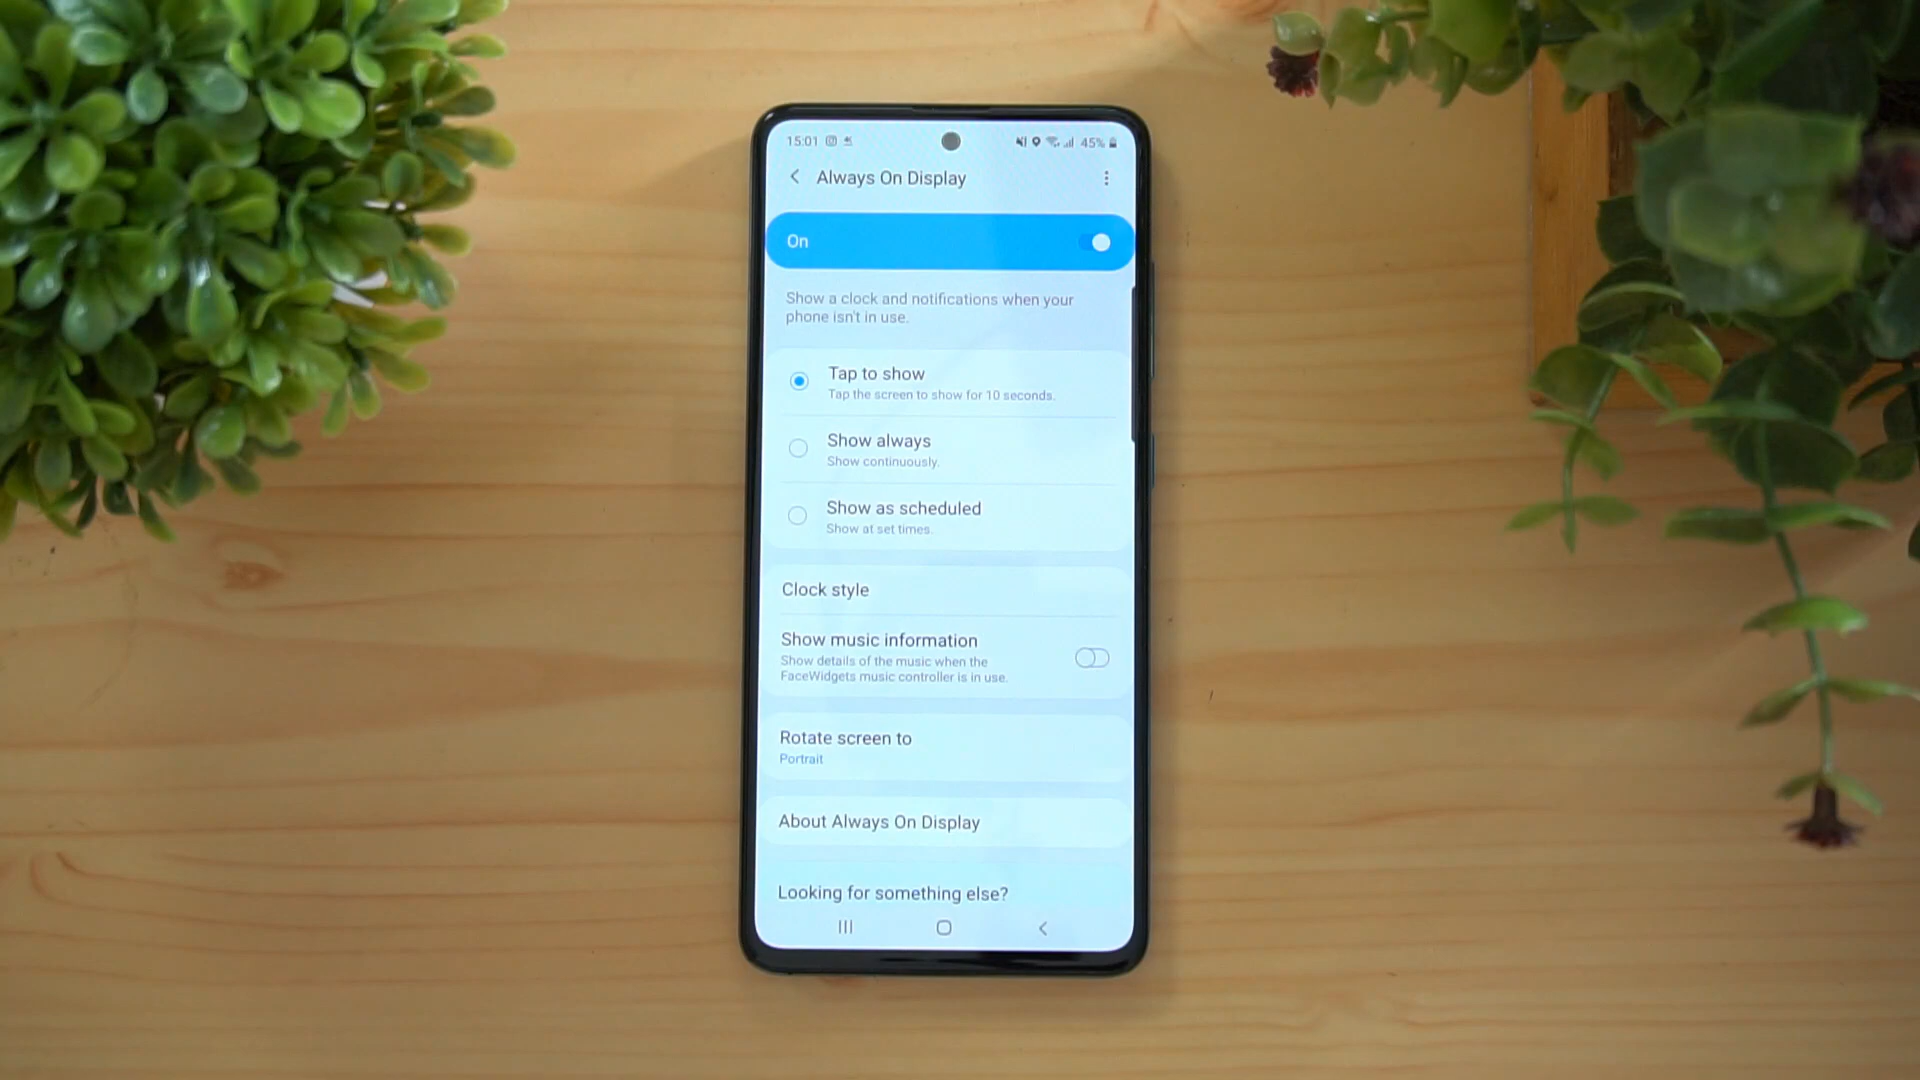 15:01 45%
Always On Display
On
Show a clock and notifications when your
phone isn't in use.
Tap to show
Tap the screen to show for 10 seconds.
Show always
Show continuously.
Show as scheduled
Show at set times.
Clock style
Show music information
Show details of the music when the
FaceWidgets music controller is in use.
Rotate screen to
Portrait
About Always On Display
Looking for something else?